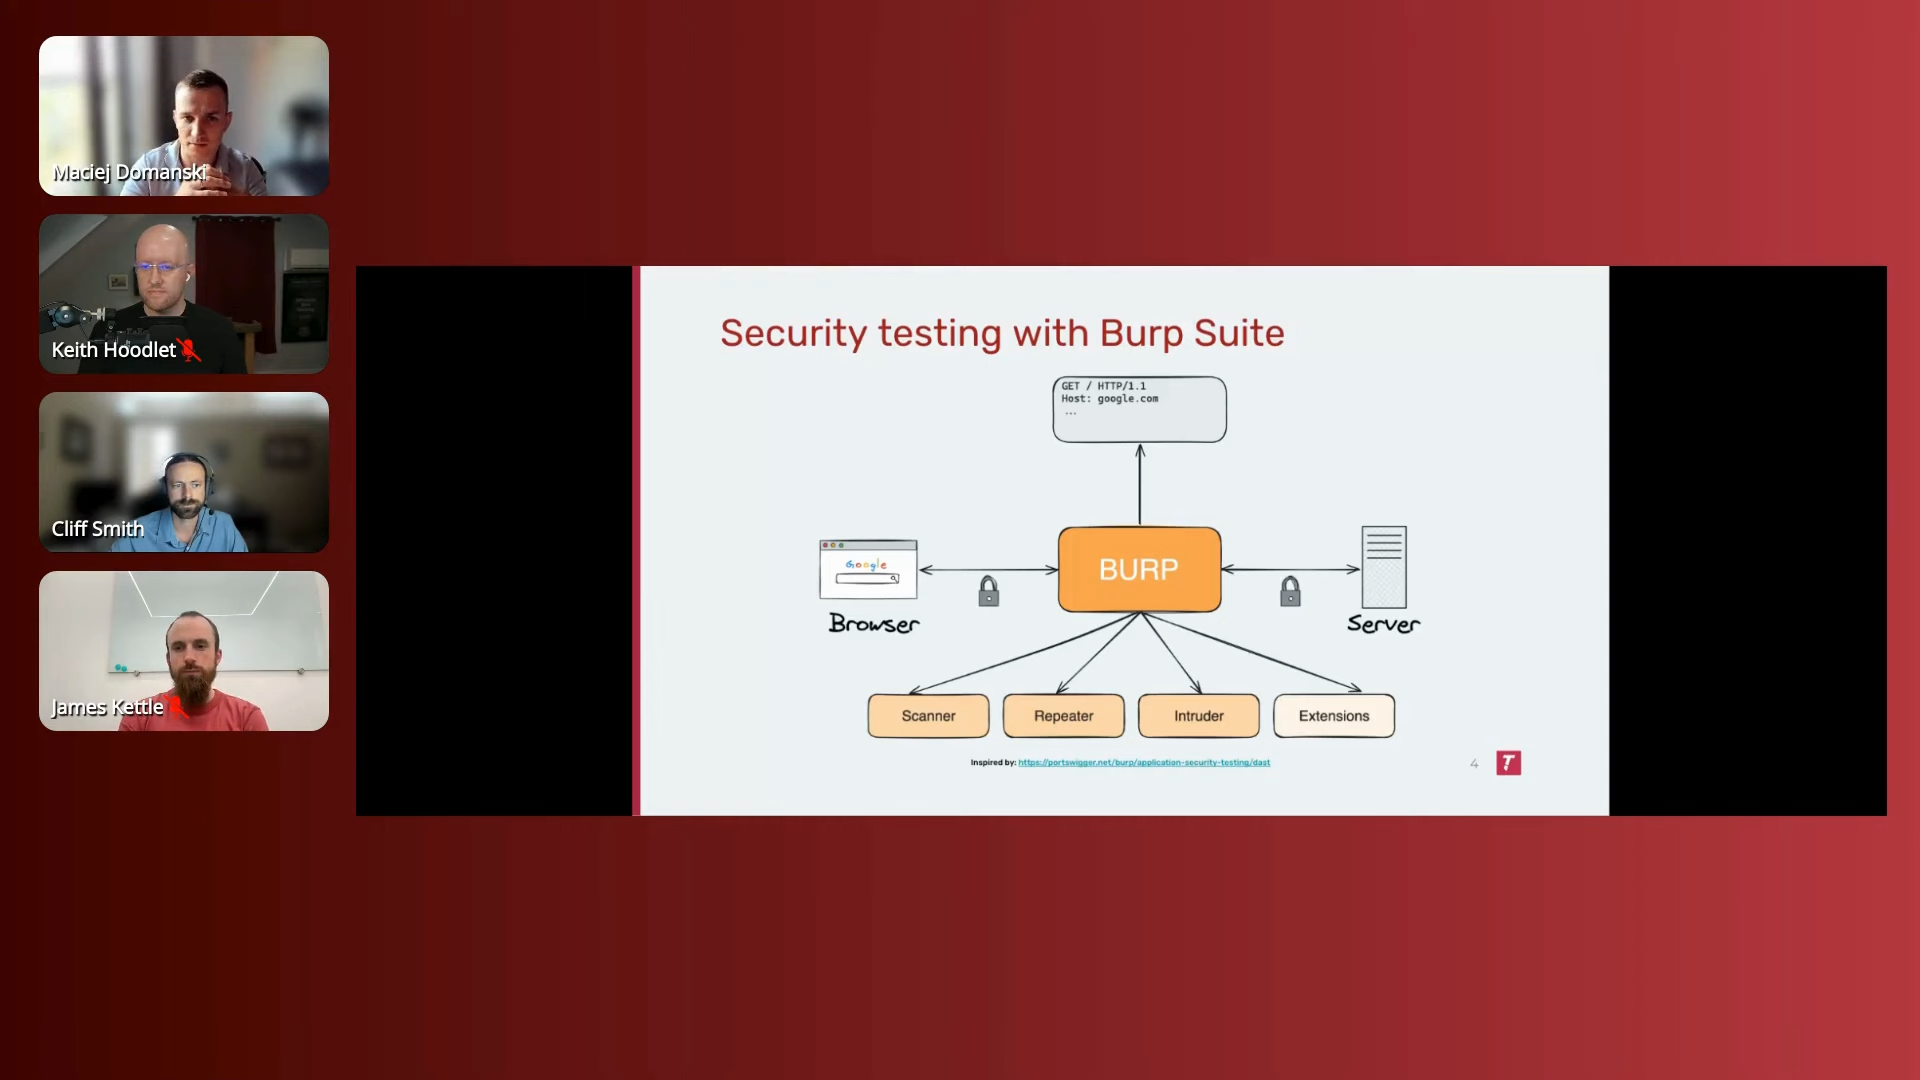 Maciej Domanski
Keith Hoodlet
Cliff Smith
James Kettle
Security testing with Burp Suite
GET / HTTP/1.1
Host: google.com
...
Google
BURP
Browser
Server
Scanner
Repeater
Intruder
Extensions
Inspired by: https://portswigger.net/burp/application-security-testing/dast
4
T